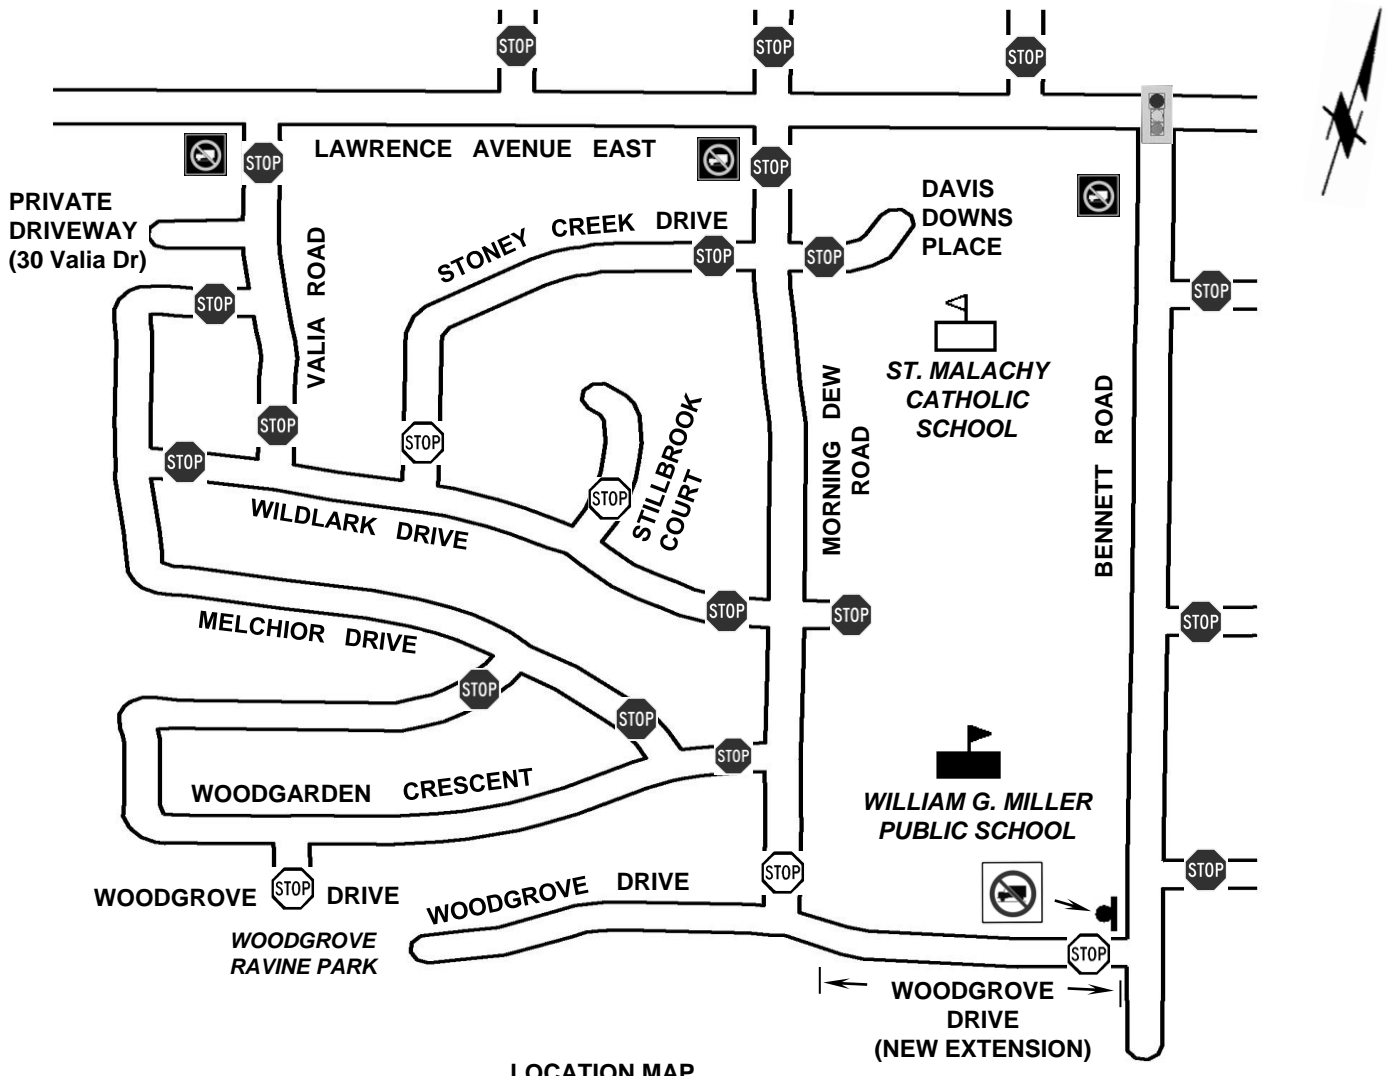 STOP
STOP
STOP
STOP
LAWRENCE AVENUE EAST
STOP
PRIVATE
DRIVEWAY
(30 Valia Dr)
DAVIS
DOWNS
PLACE
STONEY CREEK DRIVE
STOP
STOP
STOP
STOP
VALIA ROAD
ST. MALACHY
CATHOLIC
SCHOOL
MORNING DEW
ROAD
BENNETT ROAD
STOP
STOP
STOP
STOP
STILLBROOK
COURT
WILDLARK DRIVE
STOP
STOP
STOP
MELCHIOR DRIVE
STOP
STOP
STOP
WOODGARDEN CRESCENT
WILLIAM G. MILLER
PUBLIC SCHOOL
STOP
STOP
WOODGROVE STOP DRIVE
WOODGROVE DRIVE
WOODGROVE
RAVINE PARK
STOP
WOODGROVE
DRIVE
(NEW EXTENSION)
LOCATION MAP